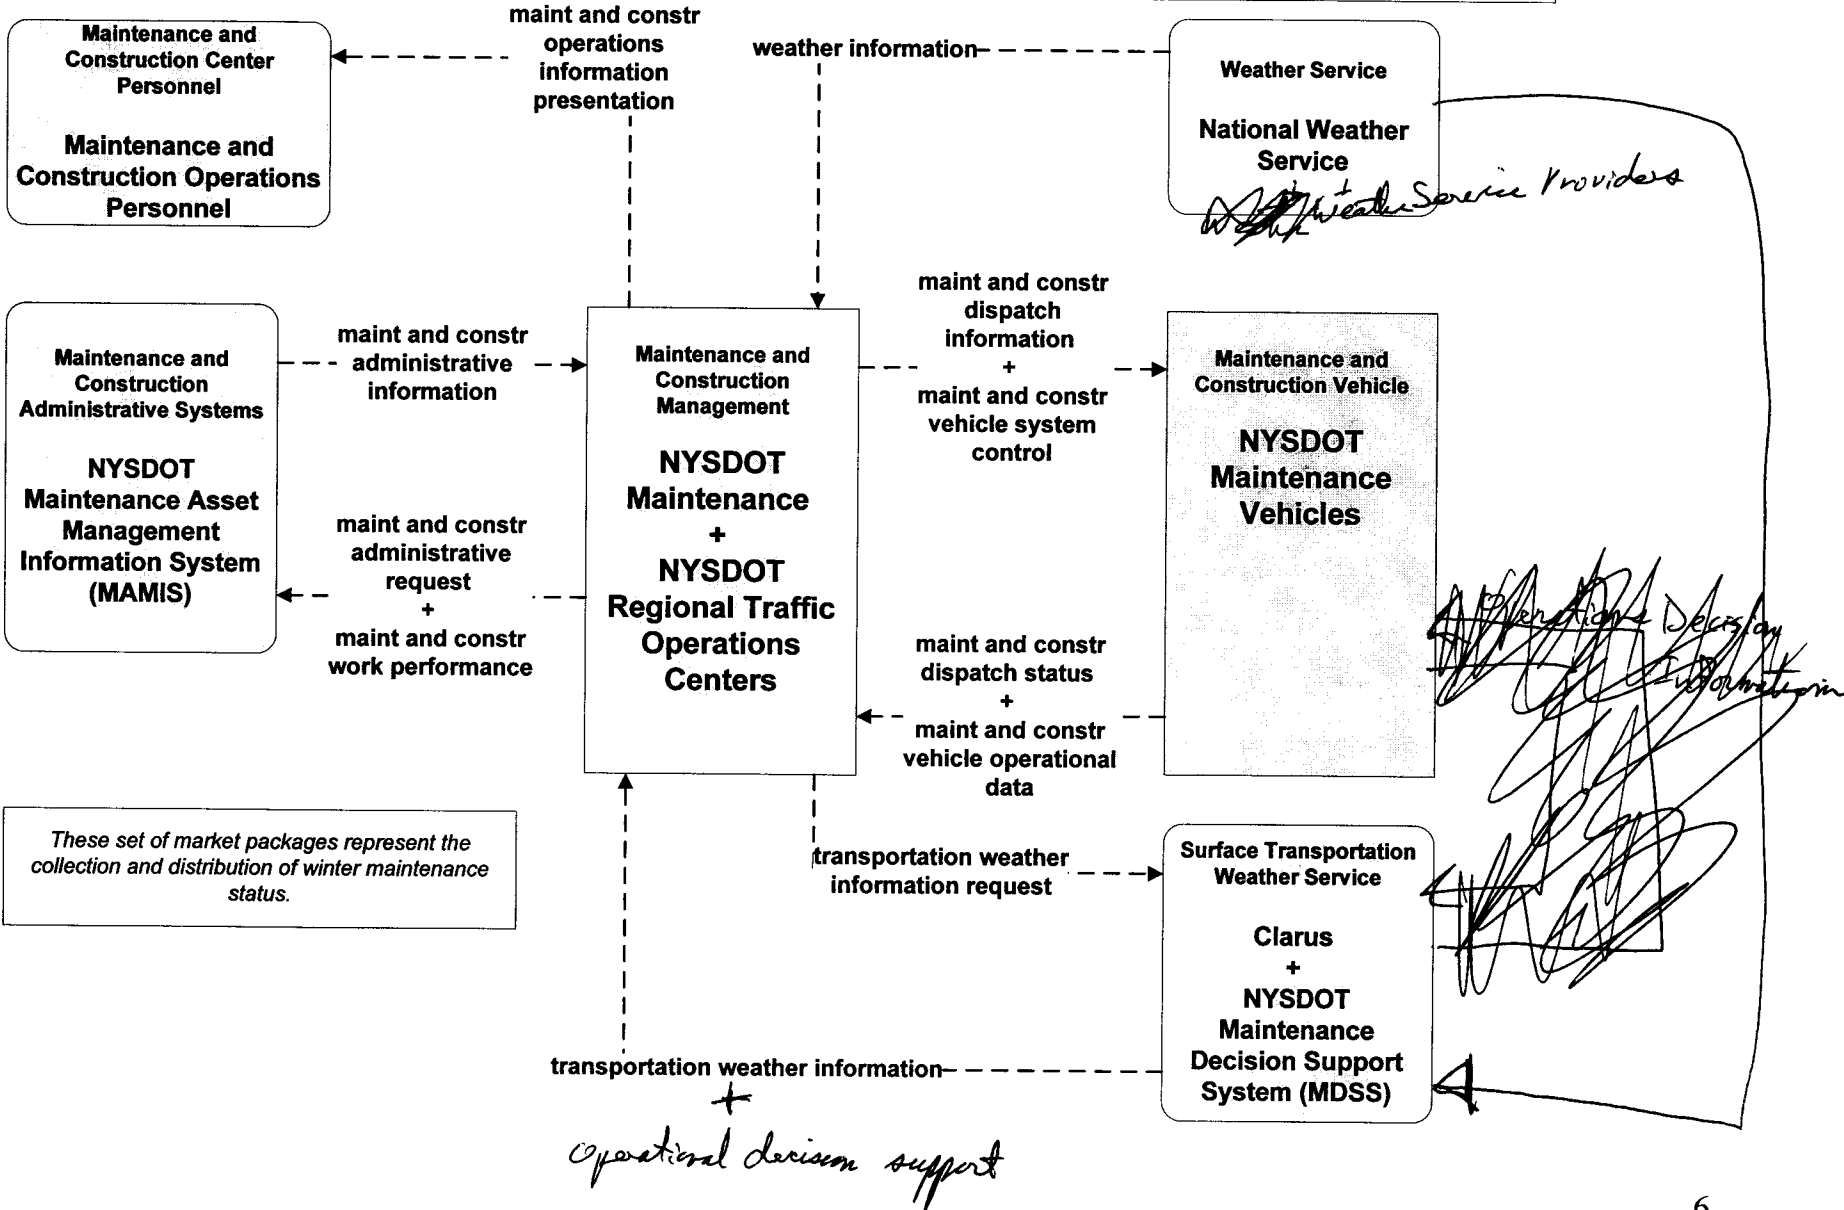 maint and constr
operations
information
presentation
Maintenance and
Construction Center
Personnel
Maintenance and
Construction Operations
Personnel
weather information
Weather Service
National Weather
Service
+
Weather Service Providers
Maintenance and
Construction
Administrative Systems
NYSDOT
Maintenance Asset
Management
Information System
(MAMIS)
maint and constr
administrative
information
maint and constr
administrative
request
+
maint and constr
work performance
Maintenance and
Construction
Management
NYSDOT
Maintenance
+
NYSDOT
Regional Traffic
Operations
Centers
maint and constr
dispatch
information
+
maint and constr
vehicle system
control
maint and constr
dispatch status
+
maint and constr
vehicle operational
data
Maintenance and
Construction Vehicle
NYSDOT
Maintenance
Vehicles
Operations Decision
Information
These set of market packages represent the
collection and distribution of winter maintenance
status.
transportation weather
information request
Surface Transportation
Weather Service
Clarus
+
NYSDOT
Maintenance
Decision Support
System (MDSS)
transportation weather information
+
operational decision support
6